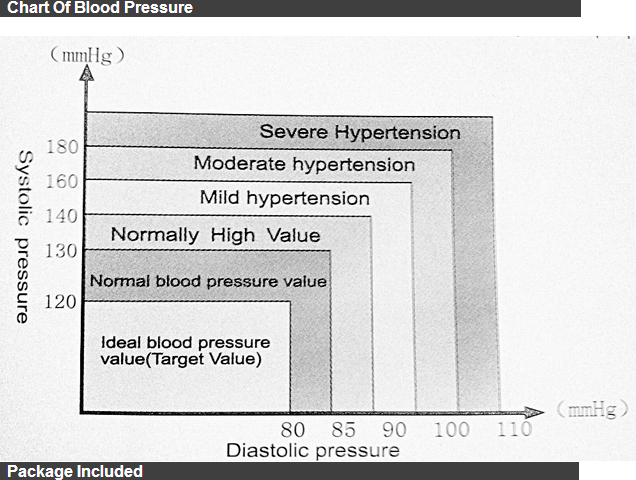 Chart Of Blood Pressure
(mmHg)
Severe Hypertension
180
Moderate hypertension
160
Mild hypertension
140
Normally High Value
130
Normal blood pressure value
120
Ideal blood pressure
value(Target Value)
Systolic pressure
(mmHg)
80 85 90 100 110
Diastolic pressure
Package Included